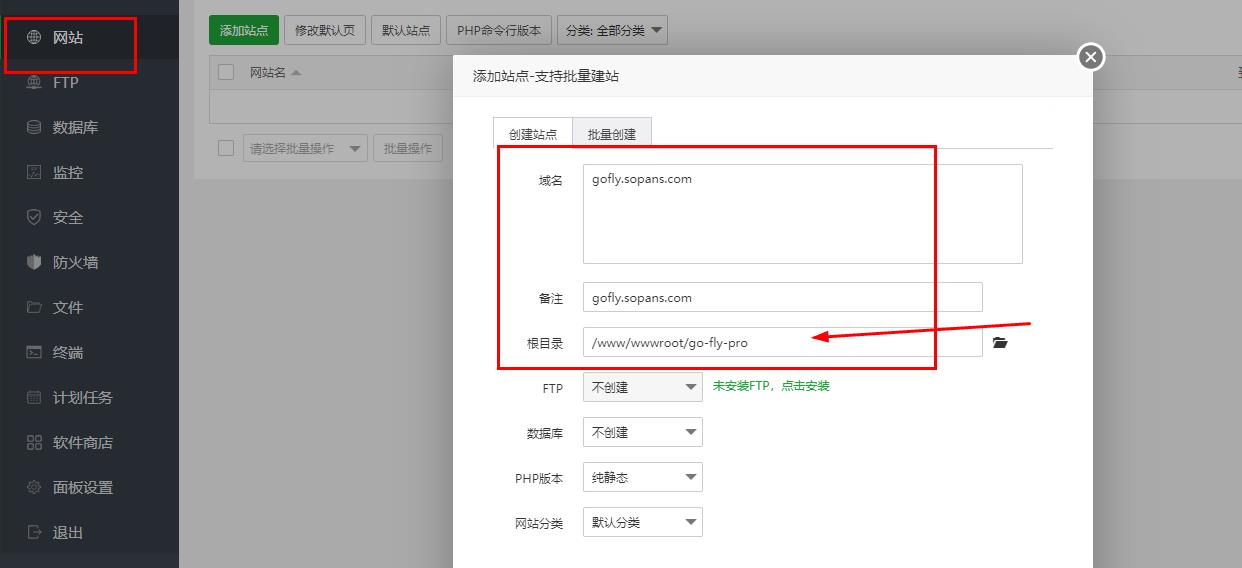 网站
FTP
数据库
监控
安全
防火墙
文件
终端
计划任务
软件商店
面板设置
退出
添加站点 修改默认页 默认站点 PHP命令行版本 分类: 全部分类
网站名
请选择批量操作 批量操作
添加站点-支持批量建站
创建站点 批量创建
域名 gofly.sopans.com
备注 gofly.sopans.com
根目录 /www/wwwroot/go-fly-pro
FTP 不创建 未安装FTP，点击安装
数据库 不创建
PHP版本 纯静态
网站分类 默认分类